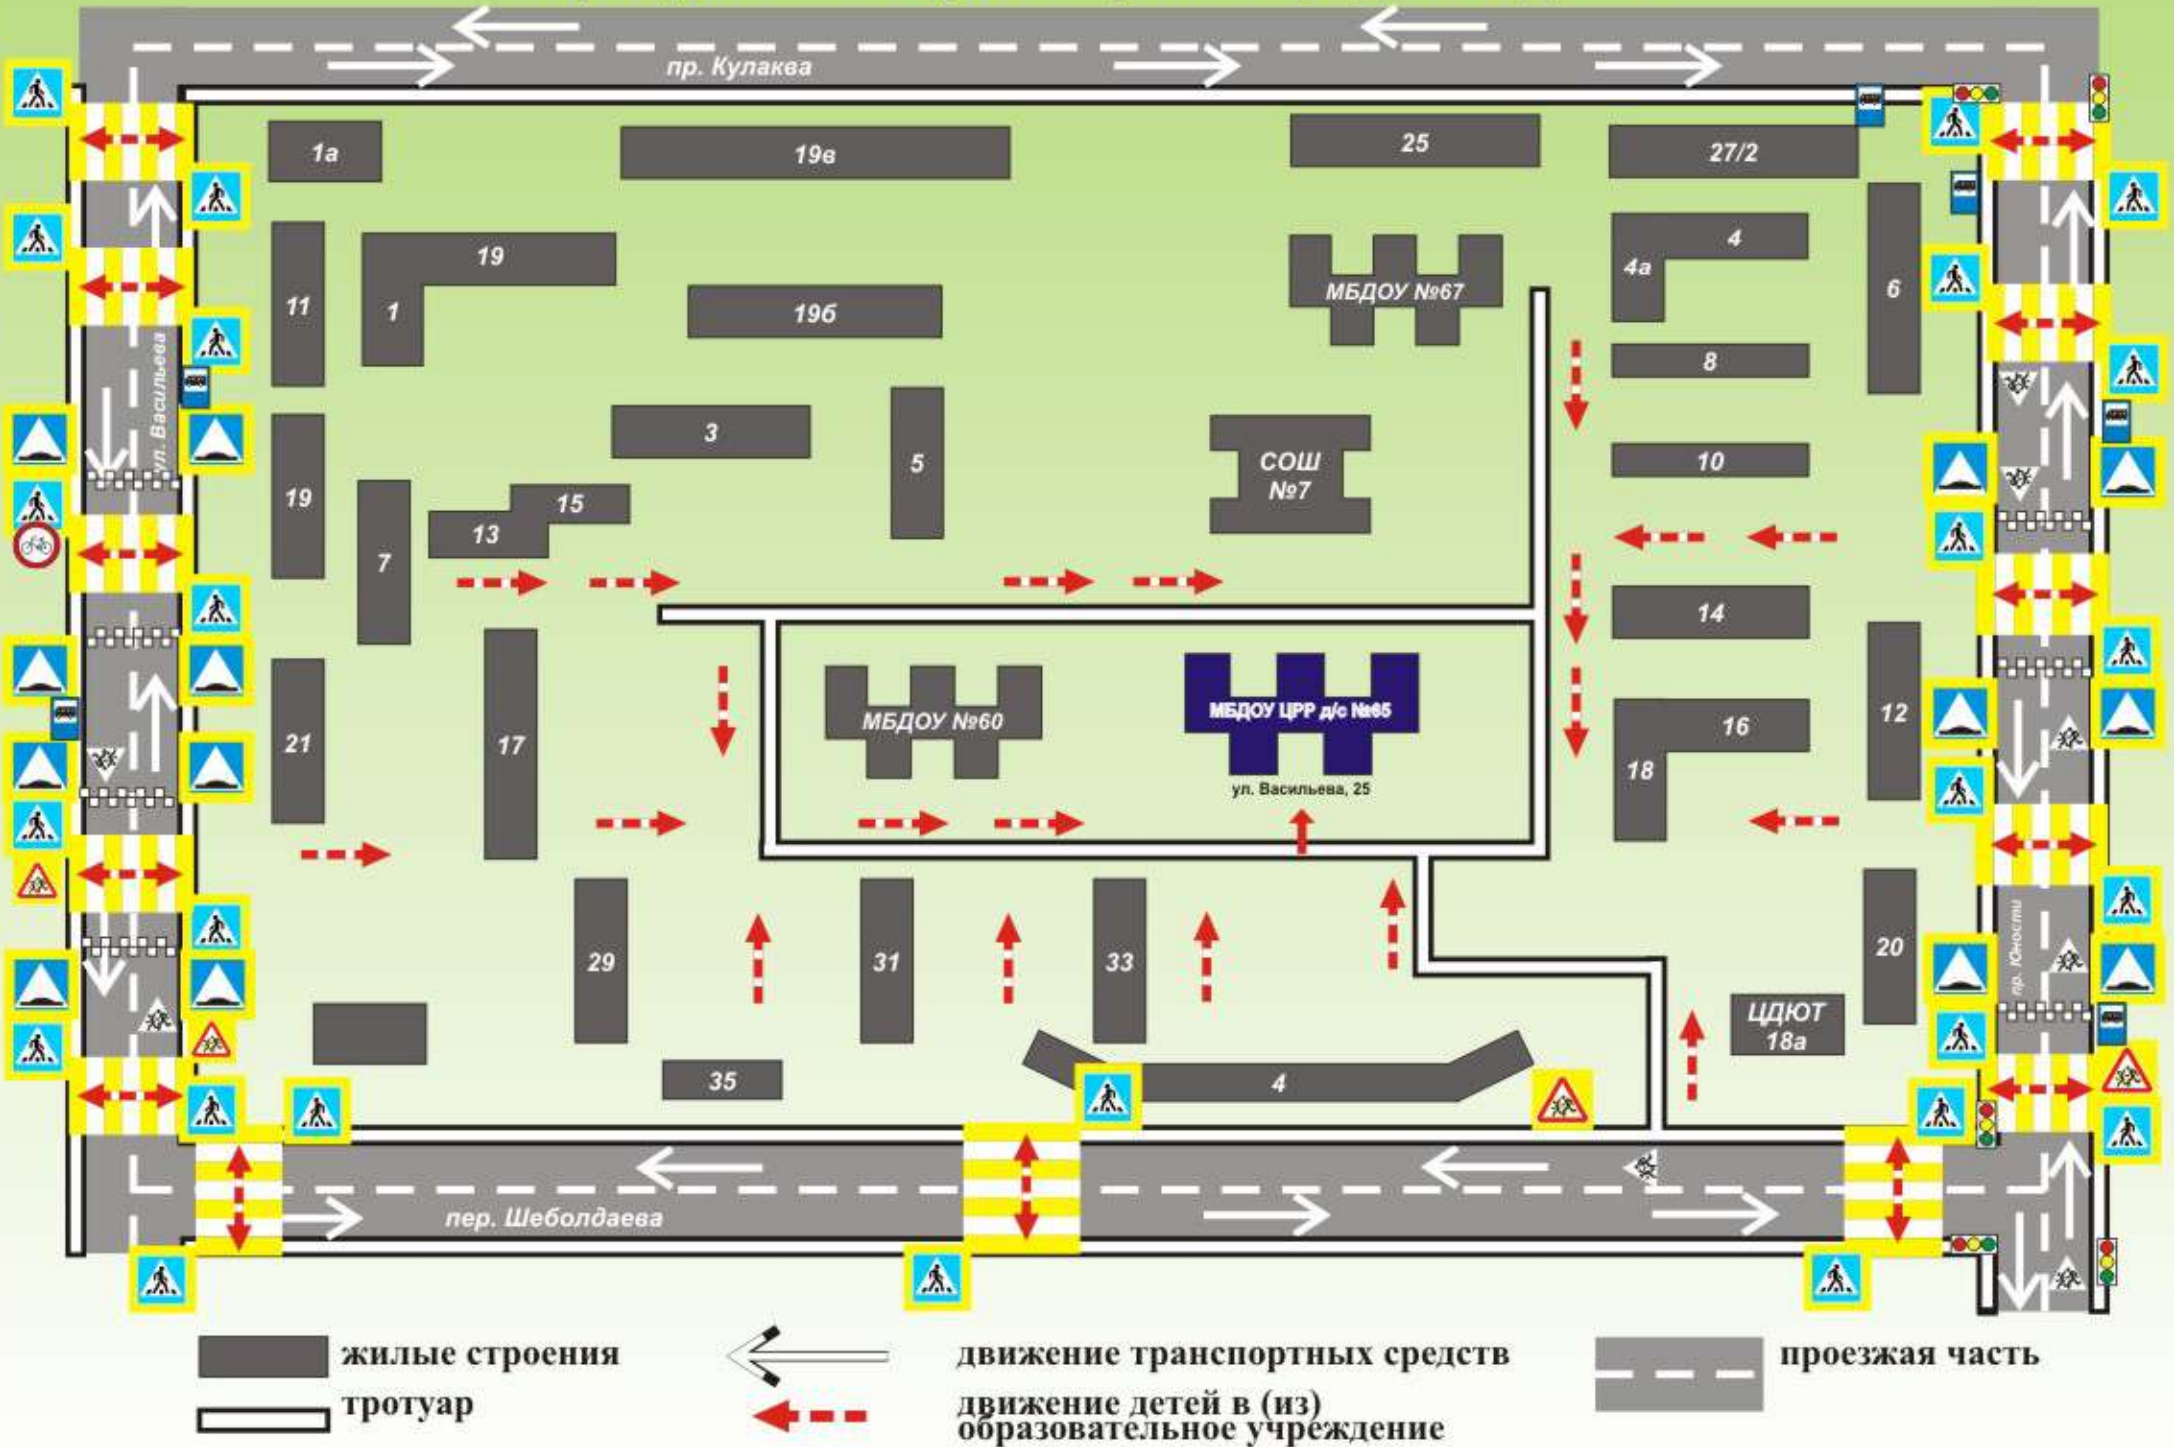 пр. Кулаква
1а
19в
25
27/2
19
1
11
19б
МБДОУ №67
4
4а
6
8
ул. Васильева
3
5
СОШ
№7
10
19
15
13
7
14
21
17
МБДОУ №60
МБДОУ ЦРР д/с №65
ул. Васильева, 25
16
18
12
29
31
33
20
пр. Юности
ЦДЮТ
18а
35
4
пер. Шеболдаева
жилые строения
тротуар
движение транспортных средств
движение детей в (из)
образовательное учреждение
проезжая часть